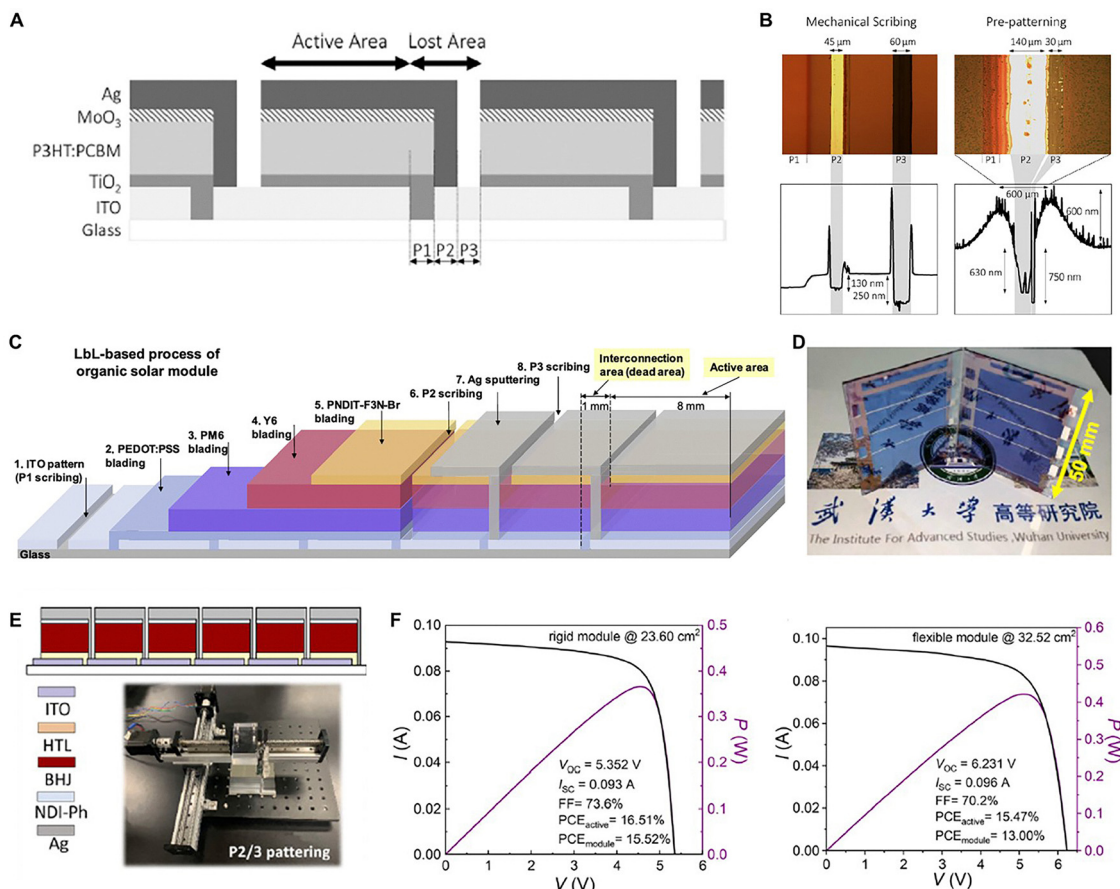 A
Active Area
Lost Area
Ag
MoO₃
P3HT:PCBM
TiO₂
ITO
Glass
P1
P2
P3
B
Mechanical Scribing
Pre-patterning
45 µm
60 µm
140 µm
30 µm
P1
P2
P3
P1
P2
P3
600 µm
130 nm
250 nm
630 nm
750 nm
600 nm
C
LbL-based process of
organic solar module
1. ITO pattern
(P1 scribing)
2. PEDOT:PSS
blading
3. PM6
blading
4. Y6
blading
5. PNDIT-F3N-Br
blading
6. P2 scribing
7. Ag sputtering
8. P3 scribing
Interconnection
area (dead area)
Active area
1 mm
8 mm
Glass
D
50 mm
武汉大学 高等研究院
The Institute For Advanced Studies ,Wuhan University
E
ITO
HTL
BHJ
NDI-Ph
Ag
P2/3 pattering
F
rigid module @ 23.60 cm²
I (A)
0.10
0.08
0.06
0.04
0.02
0.00
V_OC = 5.352 V
I_SC = 0.093 A
FF= 73.6%
PCE_active= 16.51%
PCE_module= 15.52%
0.5
0.4
0.3
0.2
0.1
0.0
P (W)
0 1 2 3 4 5 6
V (V)
flexible module @ 32.52 cm²
I (A)
0.10
0.08
0.06
0.04
0.02
0.00
V_OC = 6.231 V
I_SC = 0.096 A
FF= 70.2%
PCE_active= 15.47%
PCE_module= 13.00%
0.6
0.5
0.4
0.3
0.2
0.1
0.0
P (W)
0 1 2 3 4 5 6
V (V)